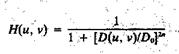 H(u, v) = 1 / (1 + [D(u, v)/D₀]²ⁿ)